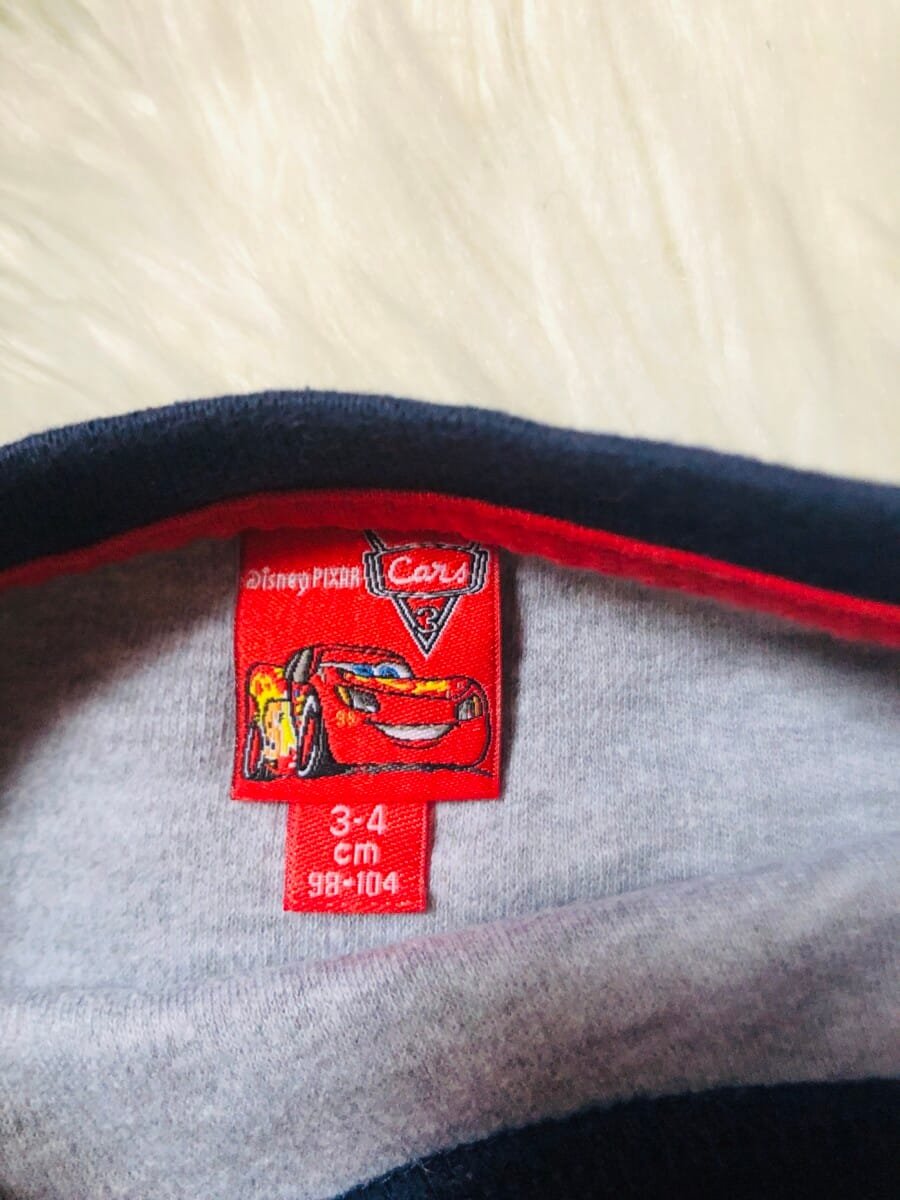 Disney PIXAR
Cars
3
95
3-4
cm
98-104